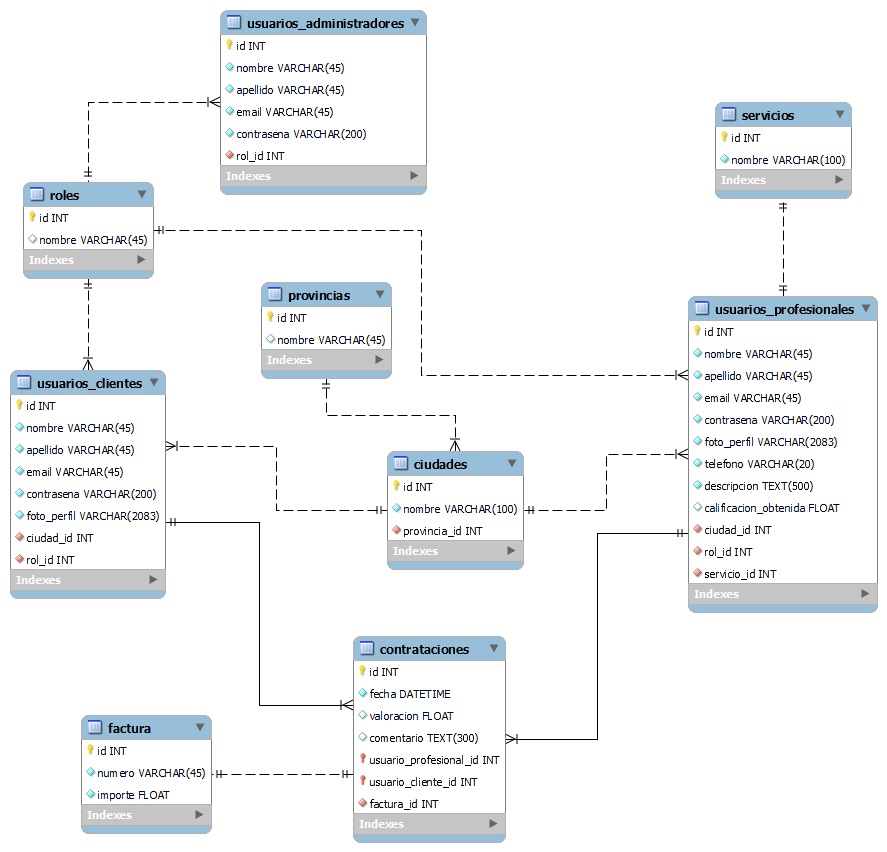 usuarios_administradores
id INT
nombre VARCHAR(45)
apellido VARCHAR(45)
email VARCHAR(45)
contrasena VARCHAR(200)
rol_id INT
Indexes
servicios
id INT
nombre VARCHAR(100)
Indexes
roles
id INT
nombre VARCHAR(45)
Indexes
provincias
id INT
nombre VARCHAR(45)
Indexes
usuarios_profesionales
id INT
nombre VARCHAR(45)
apellido VARCHAR(45)
email VARCHAR(45)
contrasena VARCHAR(200)
foto_perfil VARCHAR(2083)
telefono VARCHAR(20)
descripcion TEXT(500)
calificacion_obtenida FLOAT
ciudad_id INT
rol_id INT
servicio_id INT
Indexes
usuarios_clientes
id INT
nombre VARCHAR(45)
apellido VARCHAR(45)
email VARCHAR(45)
contrasena VARCHAR(200)
foto_perfil VARCHAR(2083)
ciudad_id INT
rol_id INT
Indexes
ciudades
id INT
nombre VARCHAR(100)
provincia_id INT
Indexes
contrataciones
id INT
fecha DATETIME
valoracion FLOAT
comentario TEXT(300)
usuario_profesional_id INT
usuario_cliente_id INT
factura_id INT
Indexes
factura
id INT
numero VARCHAR(45)
importe FLOAT
Indexes